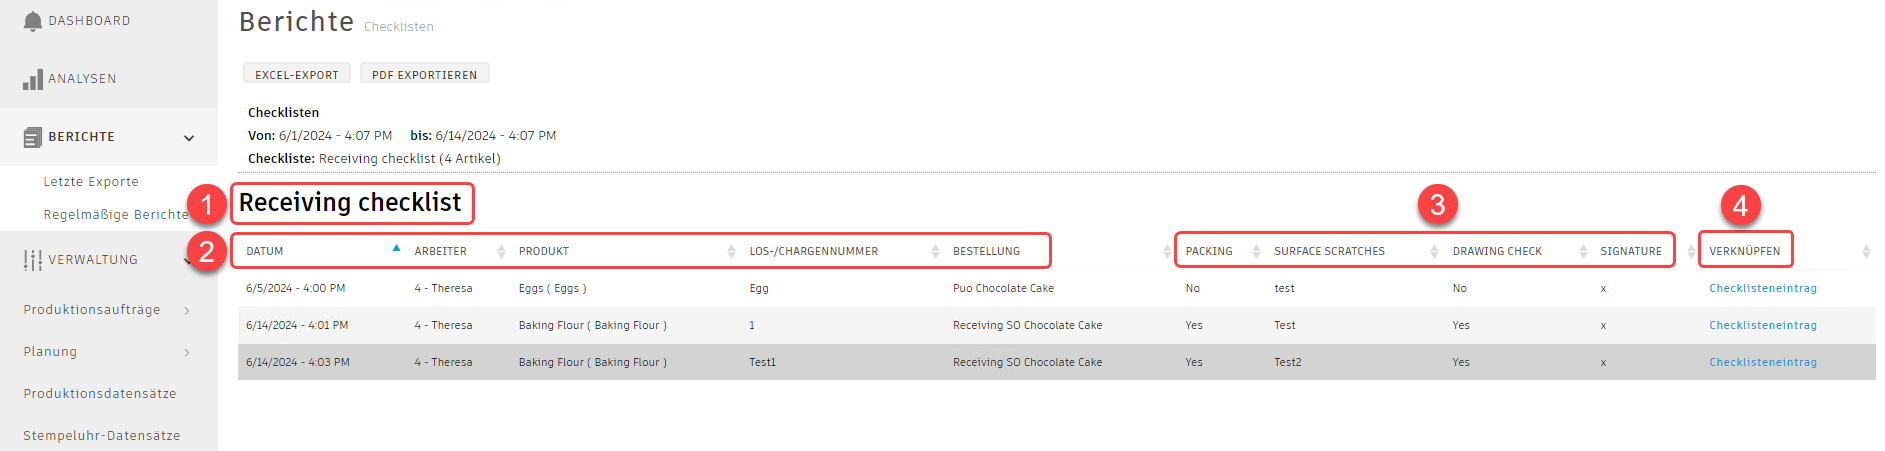 DASHBOARD
ANALYSEN
BERICHTE
Letzte Exporte
Regelmäßige Berichte
VERWALTUNG
Produktionsaufträge
Planung
Produktionsdatensätze
Stempeluhr-Datensätze
Berichte Checklisten
EXCEL-EXPORT PDF EXPORTIEREN
Checklisten
Von: 6/1/2024 - 4:07 PM bis: 6/14/2024 - 4:07 PM
Checkliste: Receiving checklist (4 Artikel)
1 Receiving checklist 3 4
2 DATUM ARBEITER PRODUKT LOS-/CHARGENNUMMER BESTELLUNG PACKING SURFACE SCRATCHES DRAWING CHECK SIGNATURE VERKNÜPFEN
6/5/2024 - 4:00 PM 4 - Theresa Eggs ( Eggs ) Egg Puo Chocolate Cake No test No x Checklisteneintrag
6/14/2024 - 4:01 PM 4 - Theresa Baking Flour ( Baking Flour ) 1 Receiving SO Chocolate Cake Yes Test Yes x Checklisteneintrag
6/14/2024 - 4:03 PM 4 - Theresa Baking Flour ( Baking Flour ) Test1 Receiving SO Chocolate Cake Yes Test2 Yes x Checklisteneintrag